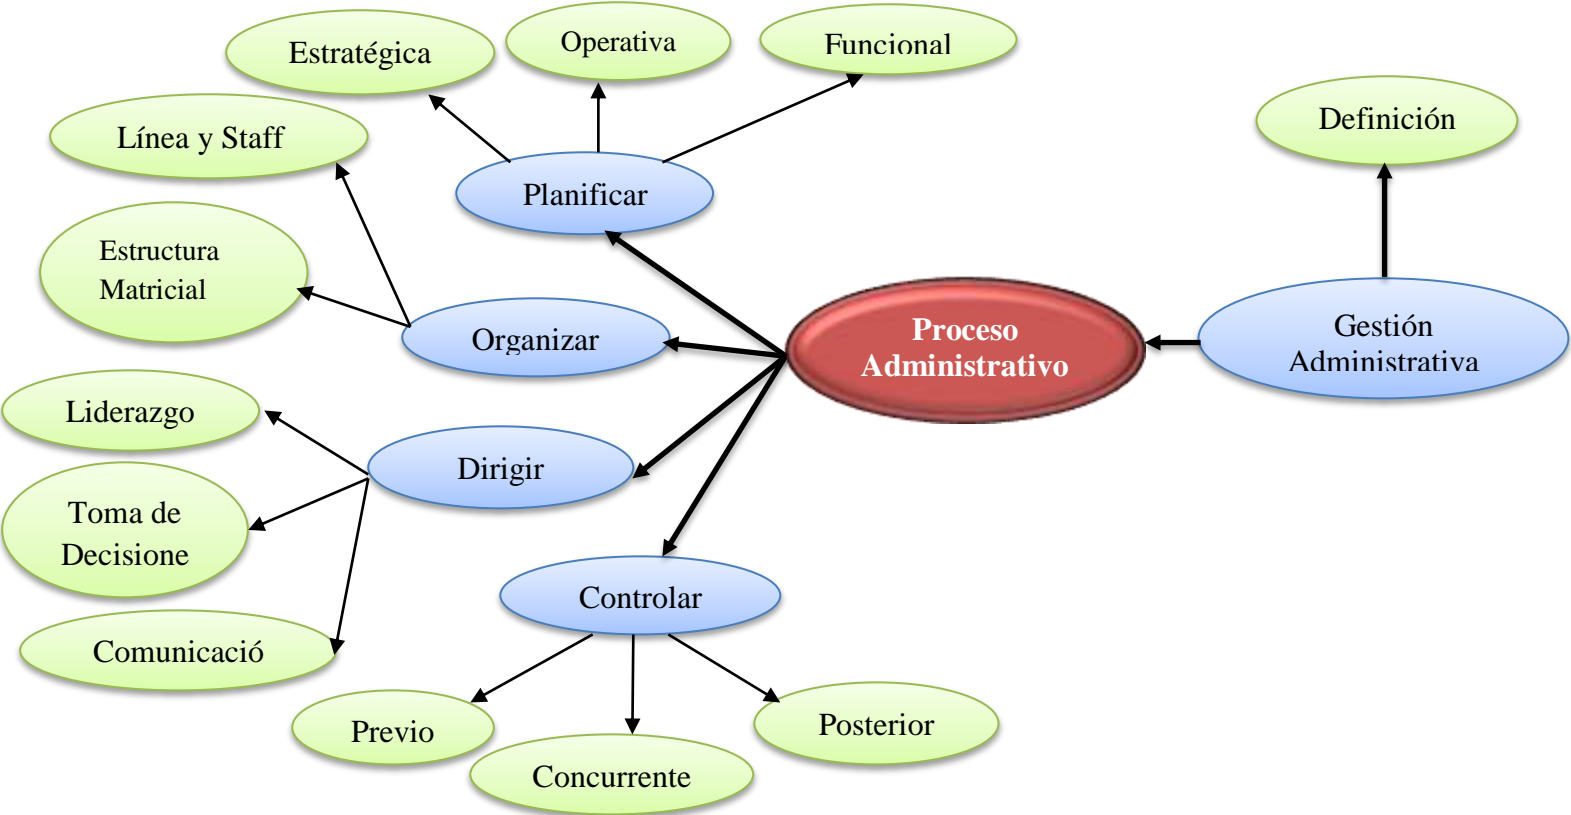 Estratégica
Operativa
Funcional
Línea y Staff
Definición
Planificar
Estructura
Matricial
Organizar
Proceso
Administrativo
Gestión
Administrativa
Liderazgo
Dirigir
Toma de
Decisione
Controlar
Comunicació
Previo
Concurrente
Posterior